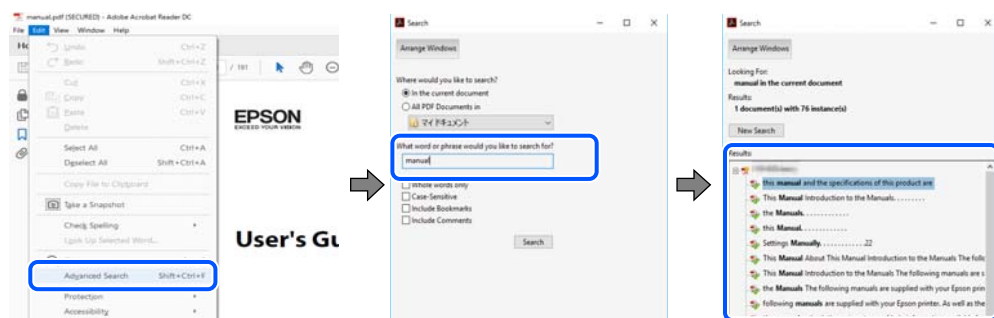 manual.pdf (SECURED) - Adobe Acrobat Reader DC
File Edit View Window Help
Undo Ctrl+Z
Redo Shift+Ctrl+Z
Cut Ctrl+X
Copy Ctrl+C
Paste Ctrl+V
Delete
Select All Ctrl+A
Deselect All Shift+Ctrl+A
Copy File to Clipboard
Take a Snapshot
Check Spelling
Look Up Selected Word...
Advanced Search Shift+Ctrl+F
Protection
Accessibility
/ 181
EPSON
EXCEED YOUR VISION
User's Gu
Search
Arrange Windows
Where would you like to search?
In the current document
All PDF Documents in
マイ ドキュメント
What word or phrase would you like to search for?
manual
Whole words only
Case-Sensitive
Include Bookmarks
Include Comments
Search
Search
Arrange Windows
Looking For:
manual in the current document
Results:
1 document(s) with 76 instance(s)
New Search
Results:
this manual and the specifications of this product are
This Manual Introduction to the Manuals. . . . . . . . .
the Manuals. . . . . . . . . . . .
this Manual. . . . . . . . . . . .
Settings Manually. . . . . . . . . . . .22
This Manual About This Manual Introduction to the Manuals The follo
This Manual Introduction to the Manuals The following manuals are s
the Manuals The following manuals are supplied with your Epson prin
following manuals are supplied with your Epson printer. As well as the